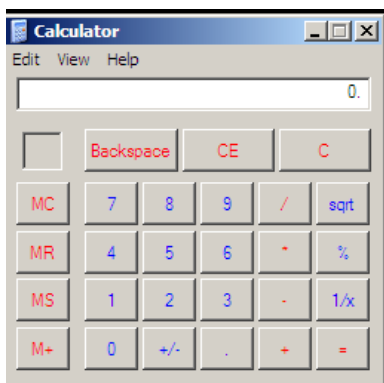 Calculator
Edit View Help
0.
Backspace CE C
MC 7 8 9 / sqrt
MR 4 5 6 * %
MS 1 2 3 - 1/x
M+ 0 +/- . + =